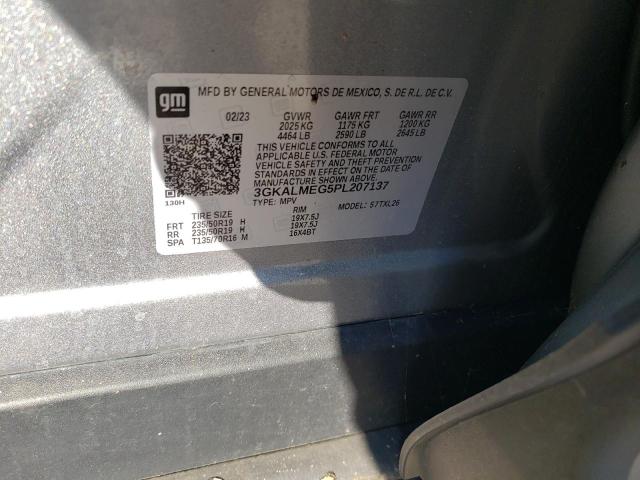 gm MFD BY GENERAL MOTORS DE MEXICO, S. DE R.L. DE C.V.
02/23 GVWR GAWR FRT GAWR RR
2025 KG 1175 KG 1200 KG
4464 LB 2590 LB 2645 LB
THIS VEHICLE CONFORMS TO ALL
APPLICABLE U.S. FEDERAL MOTOR
VEHICLE SAFETY AND THEFT PREVENTION
STANDARDS IN EFFECT ON THE DATE OF
MANUFACTURE SHOWN ABOVE.
3GKALMEG5PL207137
130H TYPE: MPV MODEL: 57TXL26
TIRE SIZE RIM
FRT 235/50R19 H 19X7.5J
RR 235/50R19 H 19X7.5J
SPA T135/70R16 M 16X4BT